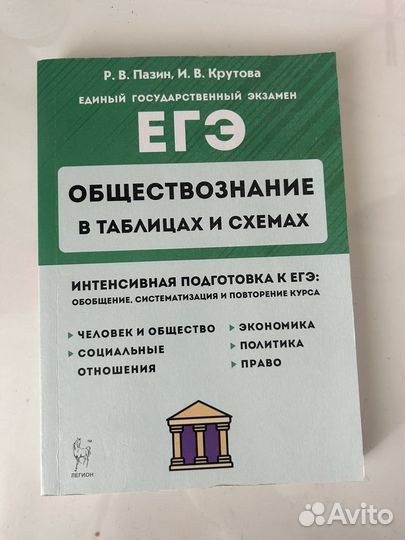 Р. В. Пазин, И. В. Крутова
ЕДИНЫЙ ГОСУДАРСТВЕННЫЙ ЭКЗАМЕН
ЕГЭ
ОБЩЕСТВОЗНАНИЕ
В ТАБЛИЦАХ И СХЕМАХ
ИНТЕНСИВНАЯ ПОДГОТОВКА К ЕГЭ:
ОБОБЩЕНИЕ, СИСТЕМАТИЗАЦИЯ И ПОВТОРЕНИЕ КУРСА
ЧЕЛОВЕК И ОБЩЕСТВО
СОЦИАЛЬНЫЕ
ОТНОШЕНИЯ
ЭКОНОМИКА
ПОЛИТИКА
ПРАВО
ЛЕГИОН
Avito